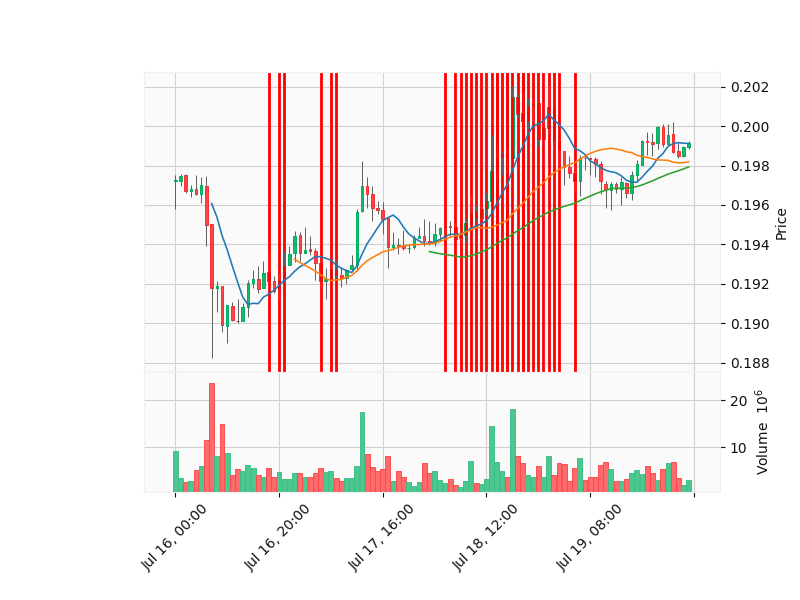 0.202
0.200
0.198
0.196
0.194
0.192
0.190
0.188
Price
20
10
Volume 10^6
Jul 16, 00:00
Jul 16, 20:00
Jul 17, 16:00
Jul 18, 12:00
Jul 19, 08:00